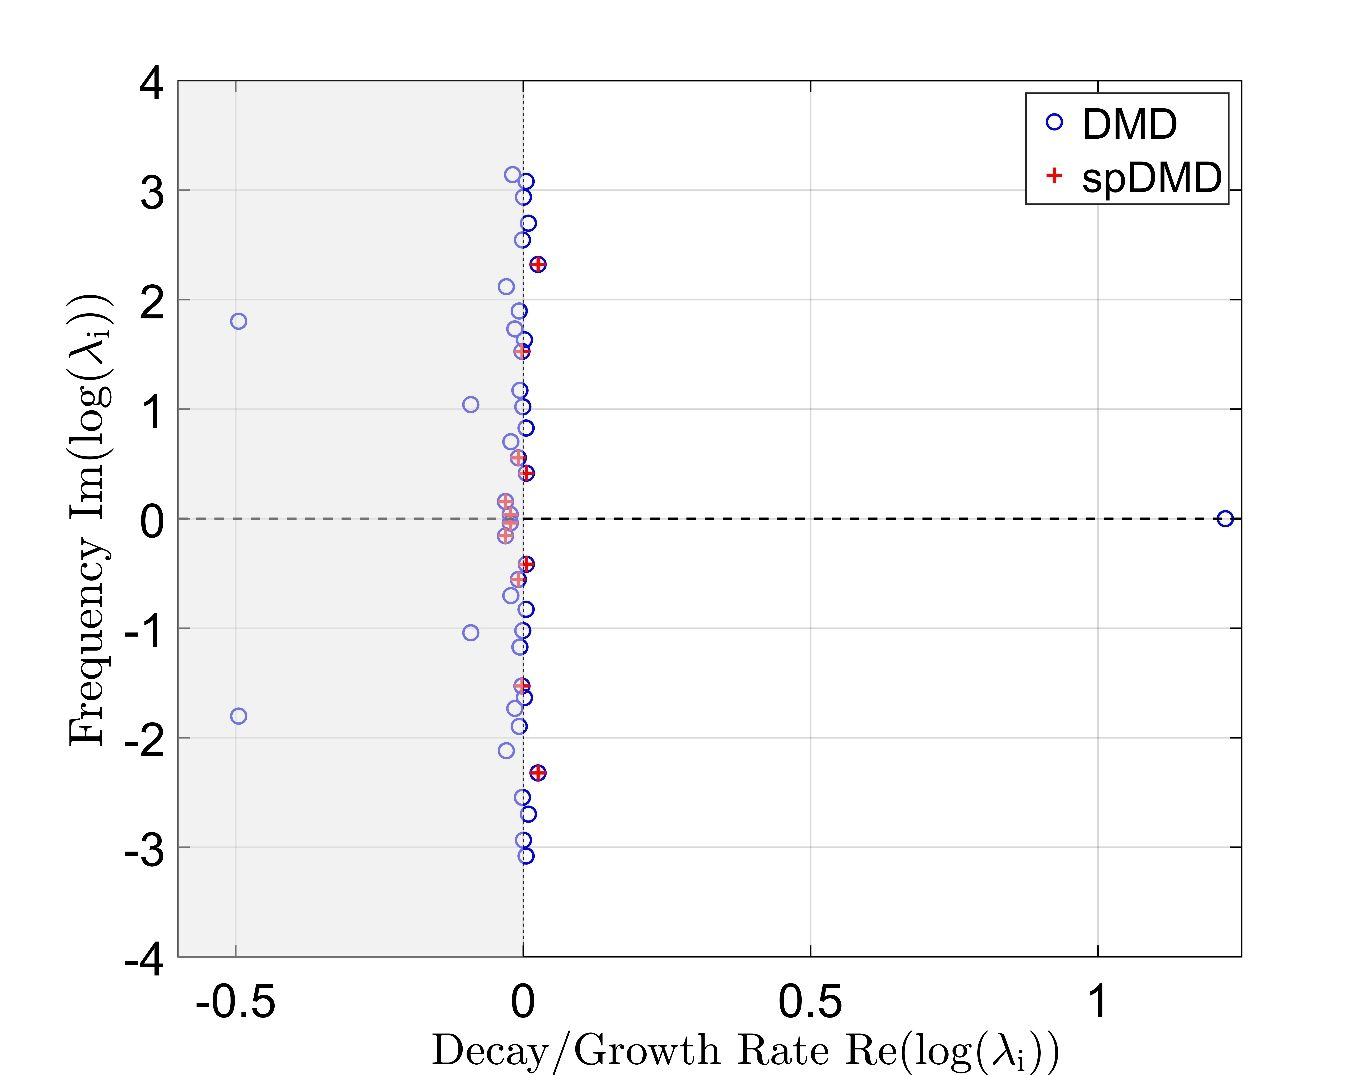 4
3
2
1
0
-1
-2
-3
-4
Frequency Im(log(λi))
DMD
spDMD
-0.5 0 0.5 1
Decay/Growth Rate Re(log(λi))